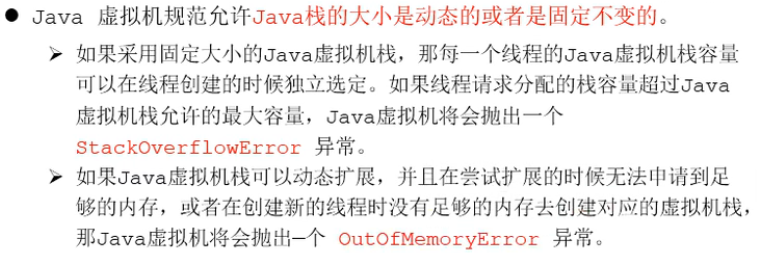 ● Java 虚拟机规范允许Java栈的大小是动态的或者是固定不变的。
➢ 如果采用固定大小的Java虚拟机栈，那每一个线程的Java虚拟机栈容量
可以在线程创建的时候独立选定。如果线程请求分配的栈容量超过Java
虚拟机栈允许的最大容量，Java虚拟机将会抛出一个
StackOverflowError 异常。
➢ 如果Java虚拟机栈可以动态扩展，并且在尝试扩展的时候无法申请到足
够的内存，或者在创建新的线程时没有足够的内存去创建对应的虚拟机栈，
那Java虚拟机将会抛出一个 OutOfMemoryError 异常。